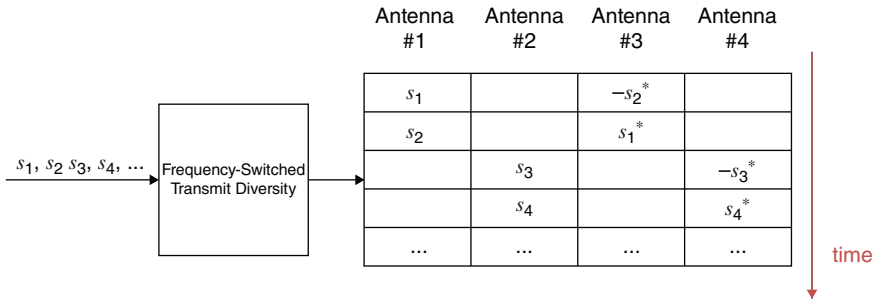 Antenna #1 Antenna #2 Antenna #3 Antenna #4
s1 −s2*
s2 s1*
s1, s2 s3, s4, ...
Frequency-Switched
Transmit Diversity
s3 −s3*
s4 s4*
... ... ... ...
time